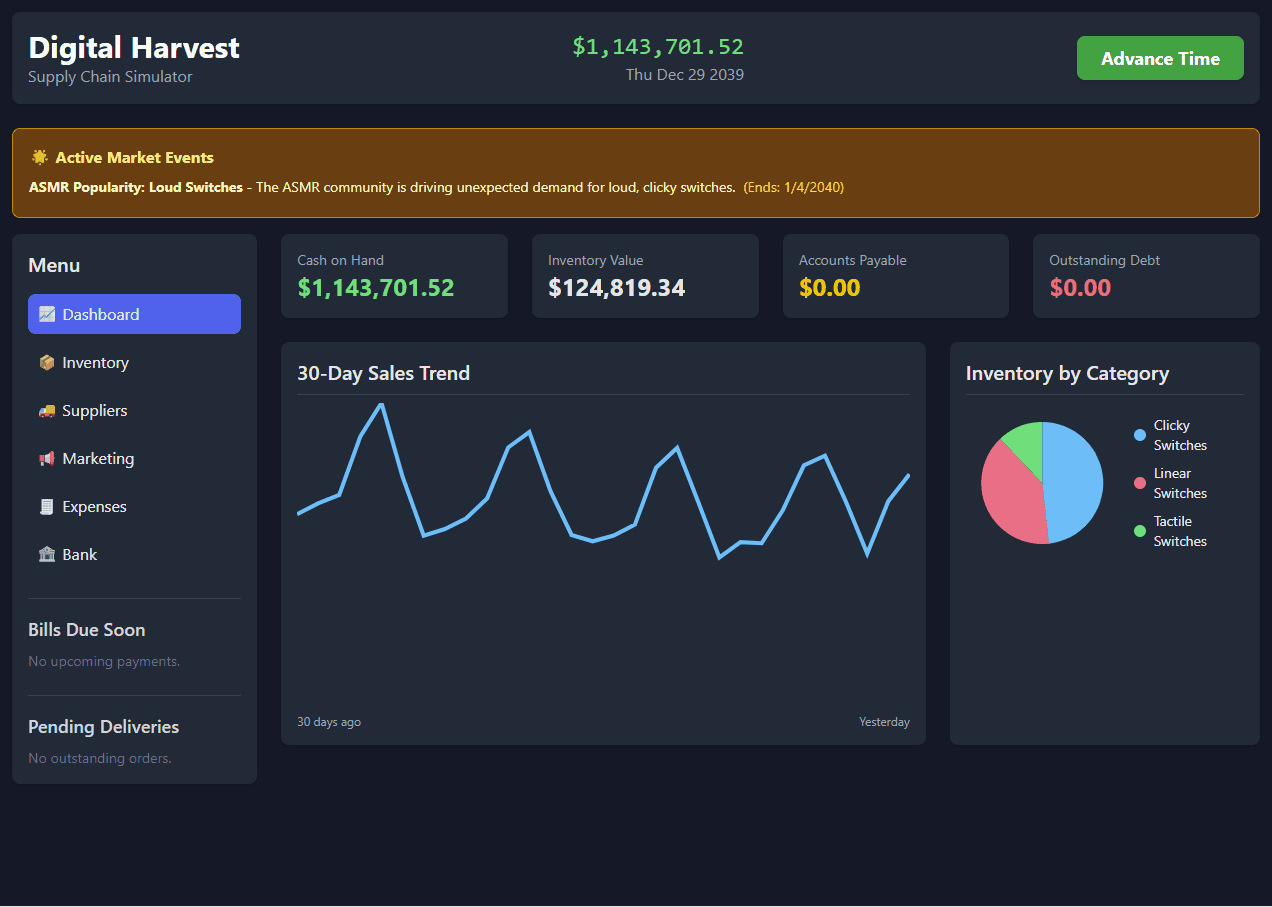 Digital Harvest
Supply Chain Simulator
$1,143,701.52
Thu Dec 29 2039
Advance Time
Active Market Events
ASMR Popularity: Loud Switches - The ASMR community is driving unexpected demand for loud, clicky switches. (Ends: 1/4/2040)
Menu
Dashboard
Inventory
Suppliers
Marketing
Expenses
Bank
Bills Due Soon
No upcoming payments.
Pending Deliveries
No outstanding orders.
Cash on Hand
$1,143,701.52
Inventory Value
$124,819.34
Accounts Payable
$0.00
Outstanding Debt
$0.00
30-Day Sales Trend
30 days ago
Yesterday
Inventory by Category
Clicky
Switches
Linear
Switches
Tactile
Switches